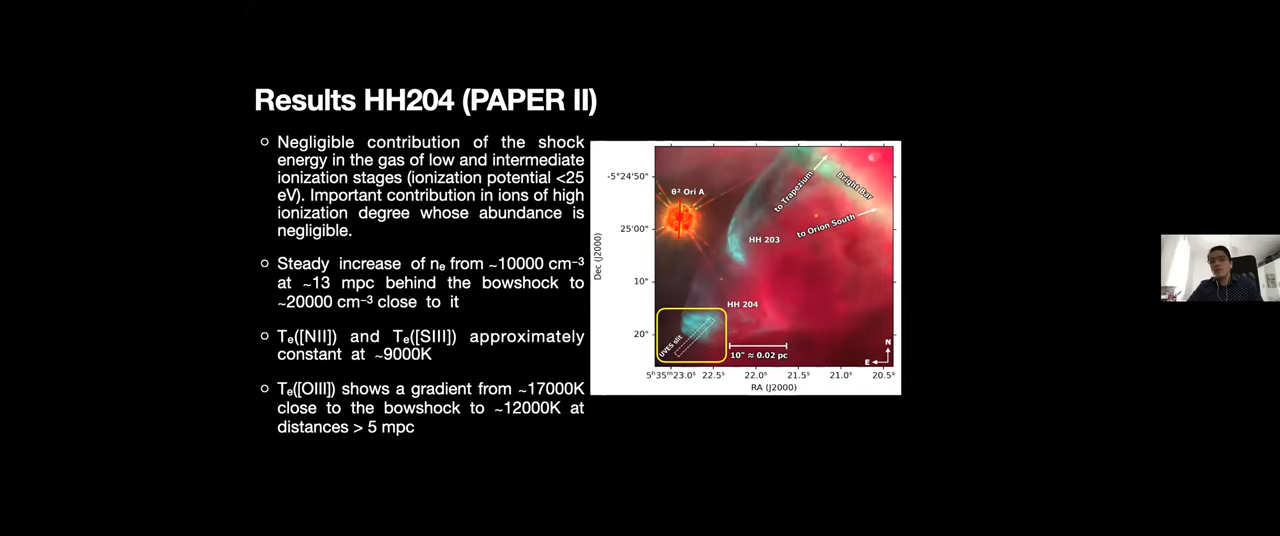 Results HH204 (PAPER II)
Negligible contribution of the shock
energy in the gas of low and intermediate
ionization stages (ionization potential <25
eV). Important contribution in ions of high
ionization degree whose abundance is
negligible.
Steady increase of nₑ from ~10000 cm⁻³
at ~13 mpc behind the bowshock to
~20000 cm⁻³ close to it
Tₑ([NII]) and Tₑ([SIII]) approximately
constant at ~9000K
Tₑ([OIII]) shows a gradient from ~17000K
close to the bowshock to ~12000K at
distances > 5 mpc
-5°24'50"
25'00"
10"
20"
Dec (J2000)
θ² Ori A
to Trapezium
Bright Bar
to Orion South
HH 203
HH 204
UVES slit
10" ≈ 0.02 pc
N
E
5ʰ35ᵐ23.0ˢ 22.5ˢ 22.0ˢ 21.5ˢ 21.0ˢ 20.5ˢ
RA (J2000)